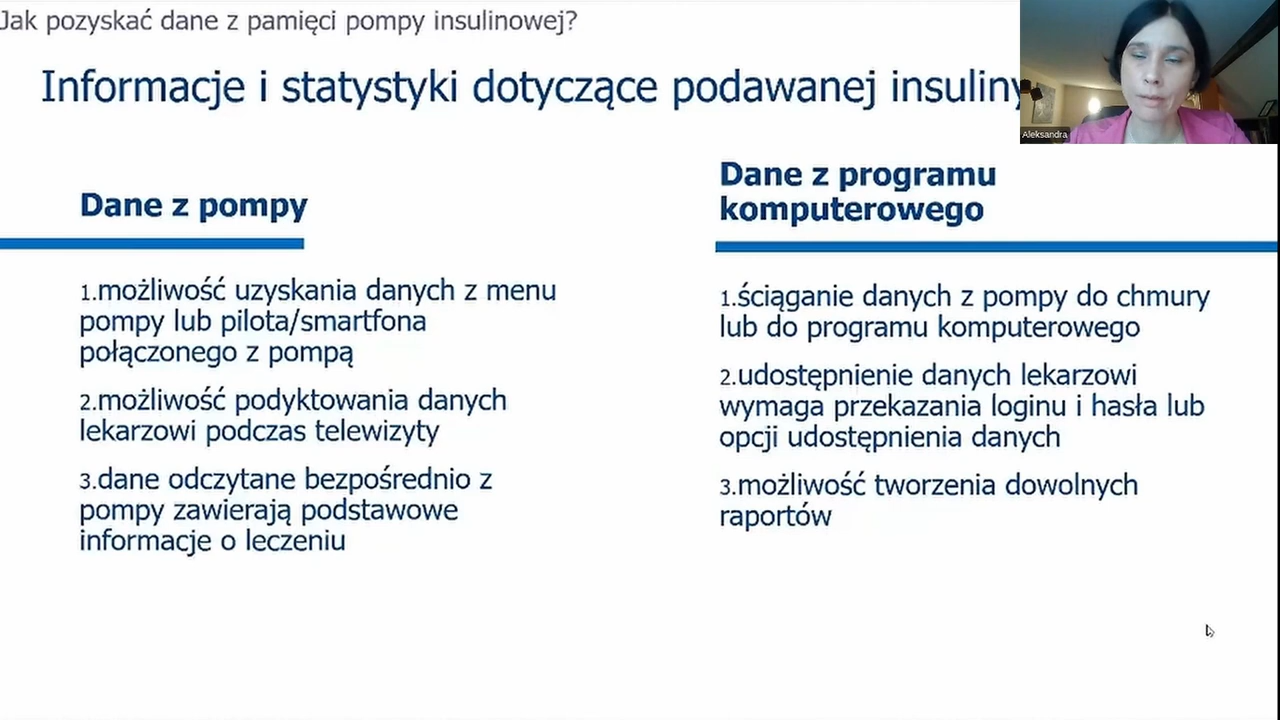 Jak pozyskać dane z pamięci pompy insulinowej?
Informacje i statystyki dotyczące podawanej insuliny
Aleksandra
Dane z pompy
1.możliwość uzyskania danych z menu
pompy lub pilota/smartfona
połączonego z pompą
2.możliwość podyktowania danych
lekarzowi podczas telewizyty
3.dane odczytane bezpośrednio z
pompy zawierają podstawowe
informacje o leczeniu
Dane z programu
komputerowego
1.ściąganie danych z pompy do chmury
lub do programu komputerowego
2.udostępnienie danych lekarzowi
wymaga przekazania loginu i hasła lub
opcji udostępnienia danych
3.możliwość tworzenia dowolnych
raportów